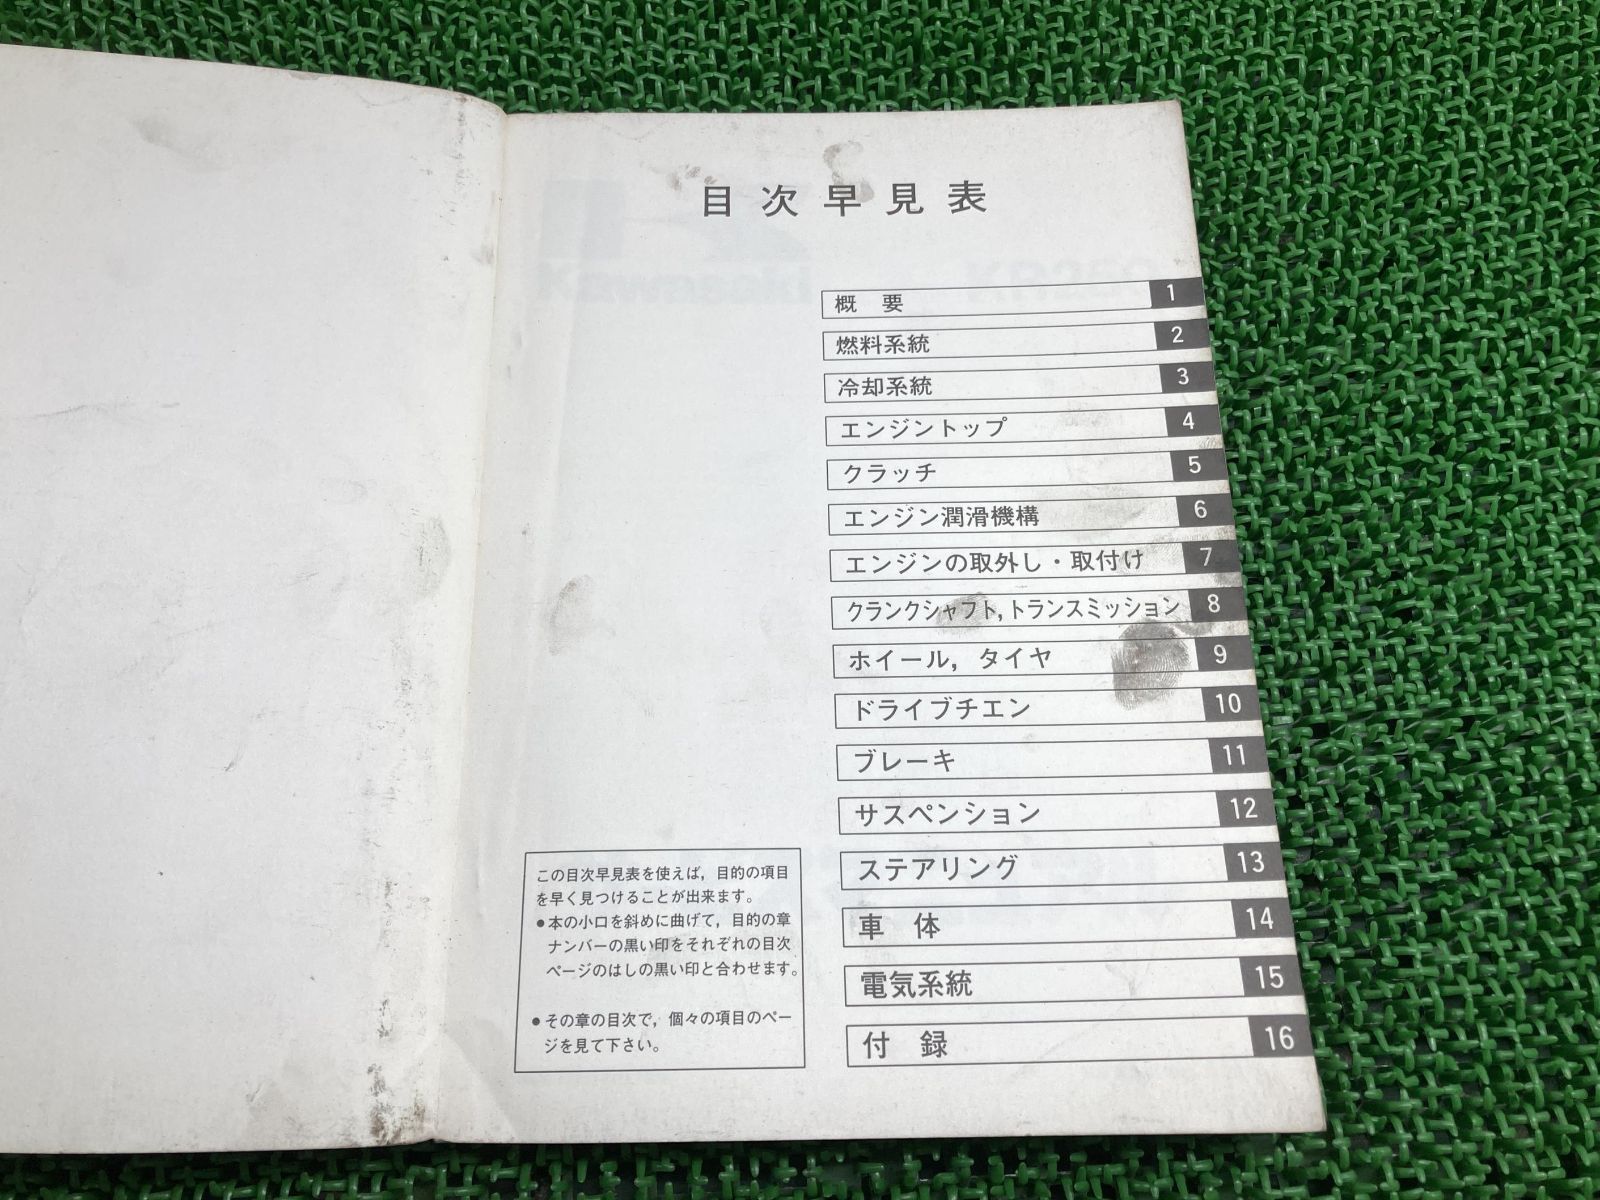 目次早見表
概 要 1
燃料系統 2
冷却系統 3
エンジントップ 4
クラッチ 5
エンジン潤滑機構 6
エンジンの取外し・取付け 7
クランクシャフト,トランスミッション 8
ホイール,タイヤ 9
ドライブチエン 10
ブレーキ 11
サスペンション 12
ステアリング 13
車 体 14
電気系統 15
付 録 16
この目次早見表を使えば,目的の項目
を早く見つけることが出来ます。
●本の小口を斜めに曲げて,目的の章
ナンバーの黒い印をそれぞれの目次
ページのはしの黒い印と合わせます。
●その章の目次で,個々の項目のペー
ジを見て下さい。